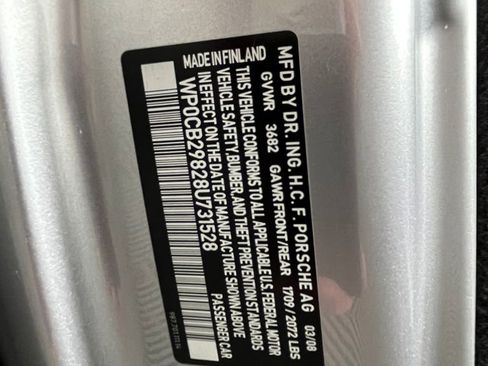 MFD BY DR. ING. H.C. F. PORSCHE AG 03/08
GVWR 3682 GAWR FRONT/REAR 1709 / 2072 LBS
THIS VEHICLE CONFORMS TO ALL APPLICABLE U.S. FEDERAL MOTOR
VEHICLE SAFETY, BUMPER, AND THEFT PREVENTION STANDARDS
IN EFFECT ON THE DATE OF MANUFACTURE SHOWN ABOVE
WP0CB29828U731528 PASSENGER CAR
MADE IN FINLAND